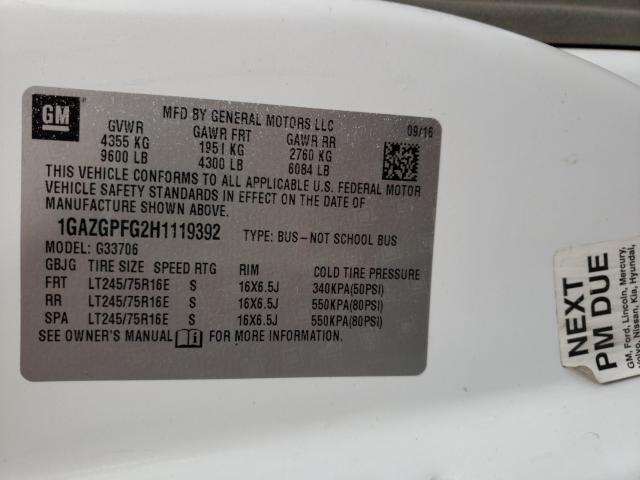 GM
MFD BY GENERAL MOTORS LLC 09/16
GVWR GAWR FRT GAWR RR
4355 KG 1951 KG 2760 KG
9600 LB 4300 LB 6084 LB
THIS VEHICLE CONFORMS TO ALL APPLICABLE U.S. FEDERAL MOTOR
VEHICLE SAFETY STANDARDS IN EFFECT ON THE DATE OF
MANUFACTURE SHOWN ABOVE.
1GAZGPFG2H1119392 TYPE: BUS–NOT SCHOOL BUS
MODEL: G33706
GBJG TIRE SIZE SPEED RTG RIM COLD TIRE PRESSURE
FRT LT245/75R16E S 16X6.5J 340KPA(50PSI)
RR LT245/75R16E S 16X6.5J 550KPA(80PSI)
SPA LT245/75R16E S 16X6.5J 550KPA(80PSI)
SEE OWNER'S MANUAL FOR MORE INFORMATION.
NEXT
PM DUE
GM, Ford, Lincoln, Mercury,
Volvo, Nissan, Kia, Hyundai,